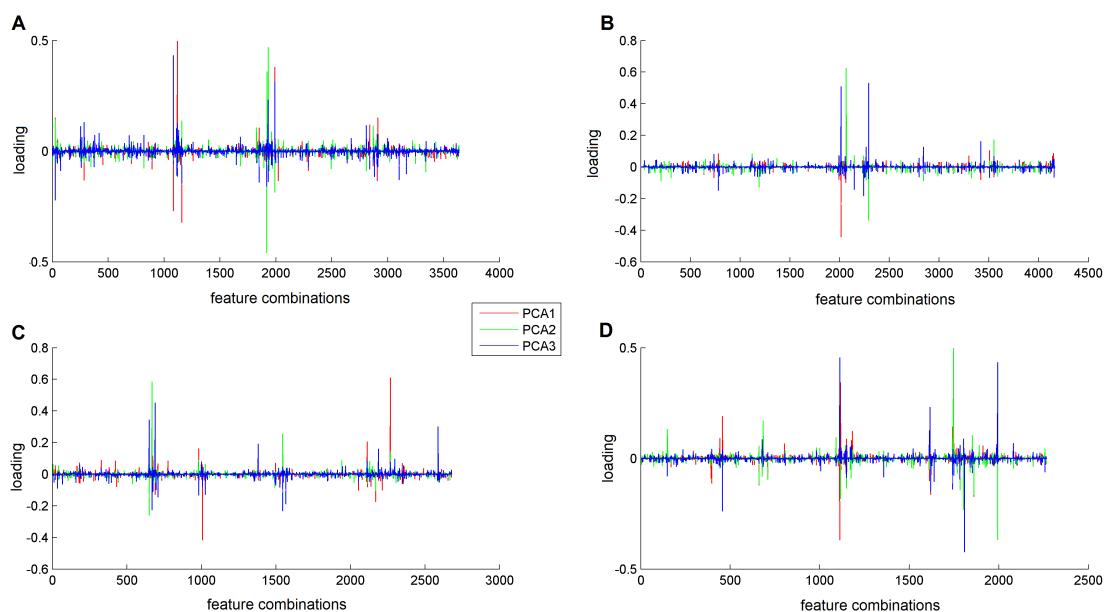 A
0.5
0
-0.5
loading
0 500 1000 1500 2000 2500 3000 3500 4000
feature combinations
B
0.8
0.6
0.4
0.2
0
-0.2
-0.4
-0.6
loading
0 500 1000 1500 2000 2500 3000 3500 4000 4500
feature combinations
PCA1
PCA2
PCA3
C
0.8
0.6
0.4
0.2
0
-0.2
-0.4
-0.6
loading
0 500 1000 1500 2000 2500 3000
feature combinations
D
0.5
0
-0.5
loading
0 500 1000 1500 2000 2500
feature combinations